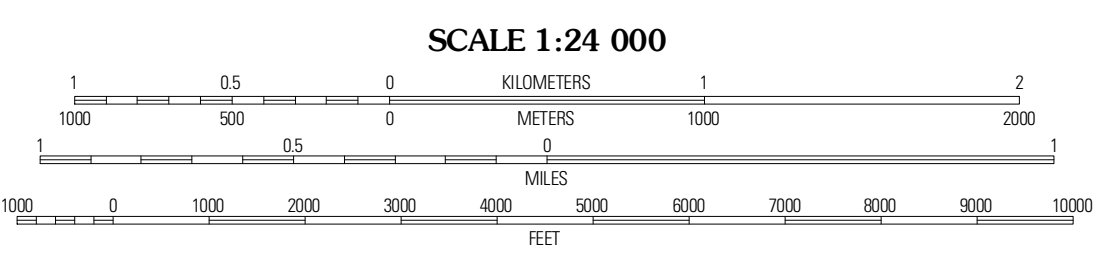 SCALE 1:24 000
1 0.5 0 KILOMETERS 1 2
1000 500 0 METERS 1000 2000
1 0.5 0 1
MILES
1000 0 1000 2000 3000 4000 5000 6000 7000 8000 9000 10000
FEET